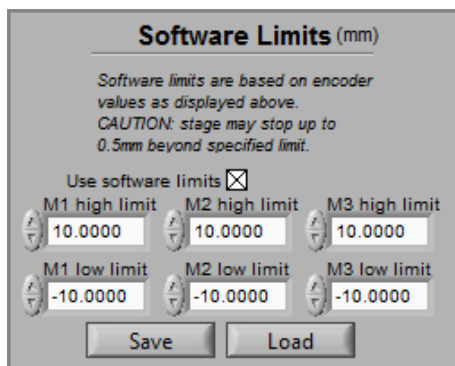 Software Limits (mm)
Software limits are based on encoder
values as displayed above.
CAUTION: stage may stop up to
0.5mm beyond specified limit.
Use software limits
M1 high limit M2 high limit M3 high limit
10.0000 10.0000 10.0000
M1 low limit M2 low limit M3 low limit
-10.0000 -10.0000 -10.0000
Save Load